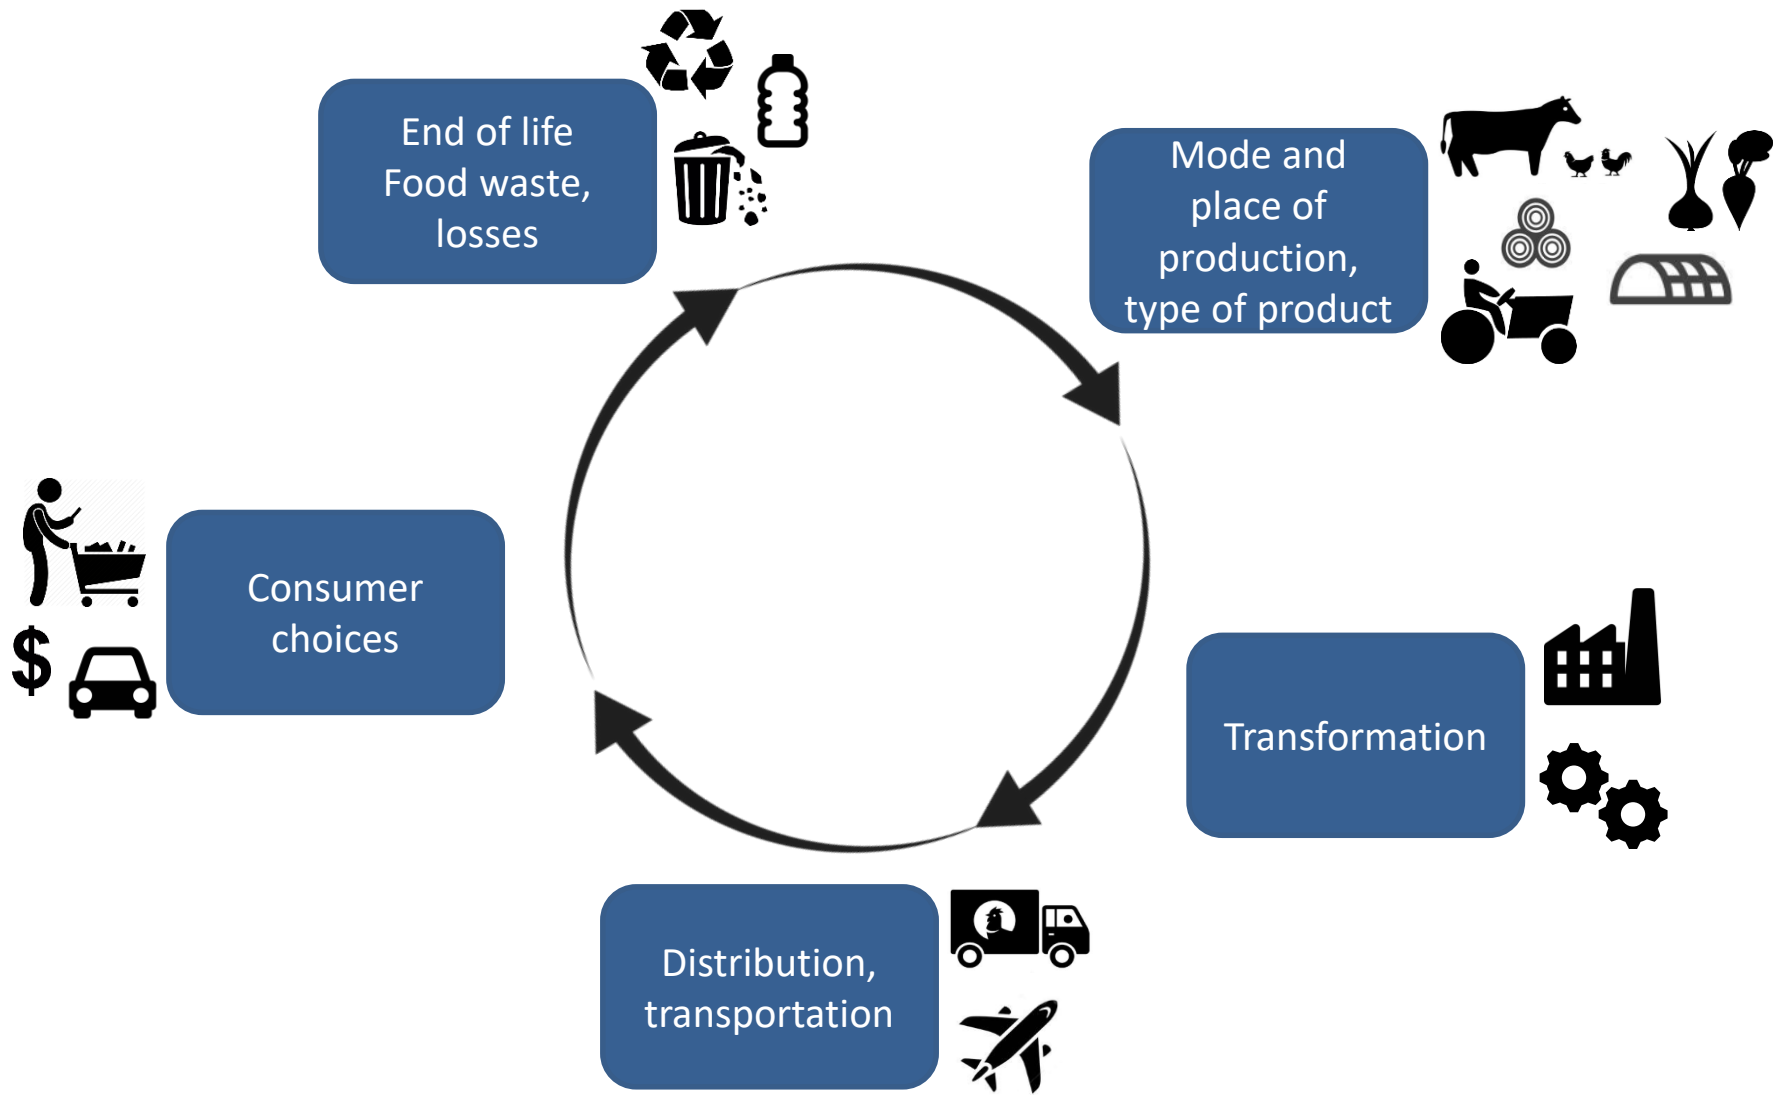 End of life
Food waste,
losses
Mode and
place of
production,
type of product
Consumer
choices
$
Transformation
Distribution,
transportation